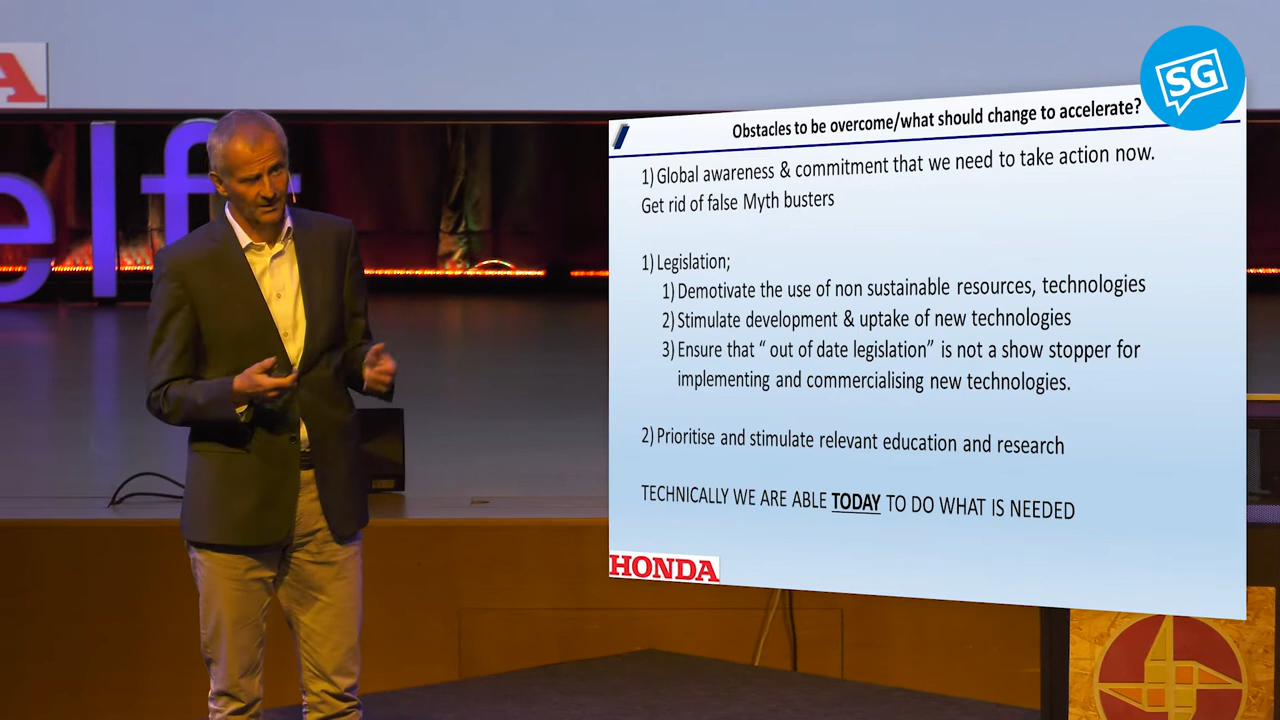 A
elft
SG
Obstacles to be overcome/what should change to accelerate?
1) Global awareness & commitment that we need to take action now.
Get rid of false Myth busters
1) Legislation;
1) Demotivate the use of non sustainable resources, technologies
2) Stimulate development & uptake of new technologies
3) Ensure that “ out of date legislation” is not a show stopper for
implementing and commercialising new technologies.
2) Prioritise and stimulate relevant education and research
TECHNICALLY WE ARE ABLE TODAY TO DO WHAT IS NEEDED
HONDA